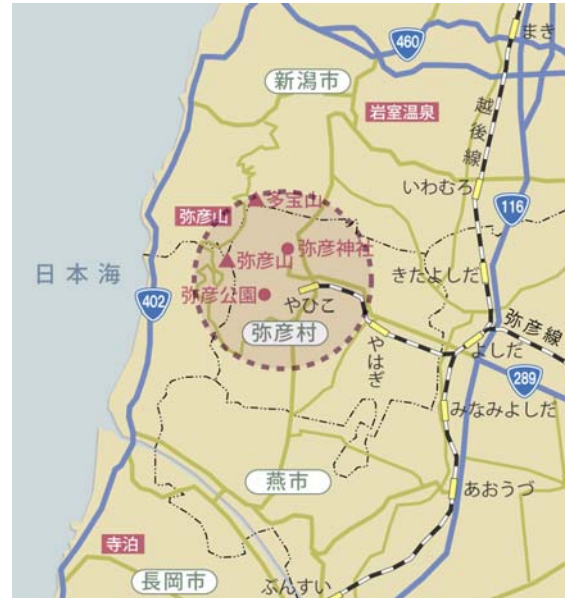 まき
460
新潟市
越後線
岩室温泉
いわむろ
多宝山
116
弥彦山
弥彦神社
弥彦山
きたよしだ
日本海
弥彦公園
やひこ
402
弥彦線
弥彦村
やはぎ
よしだ
289
みなみよしだ
燕市
あおうづ
寺泊
長岡市
ぶんすい